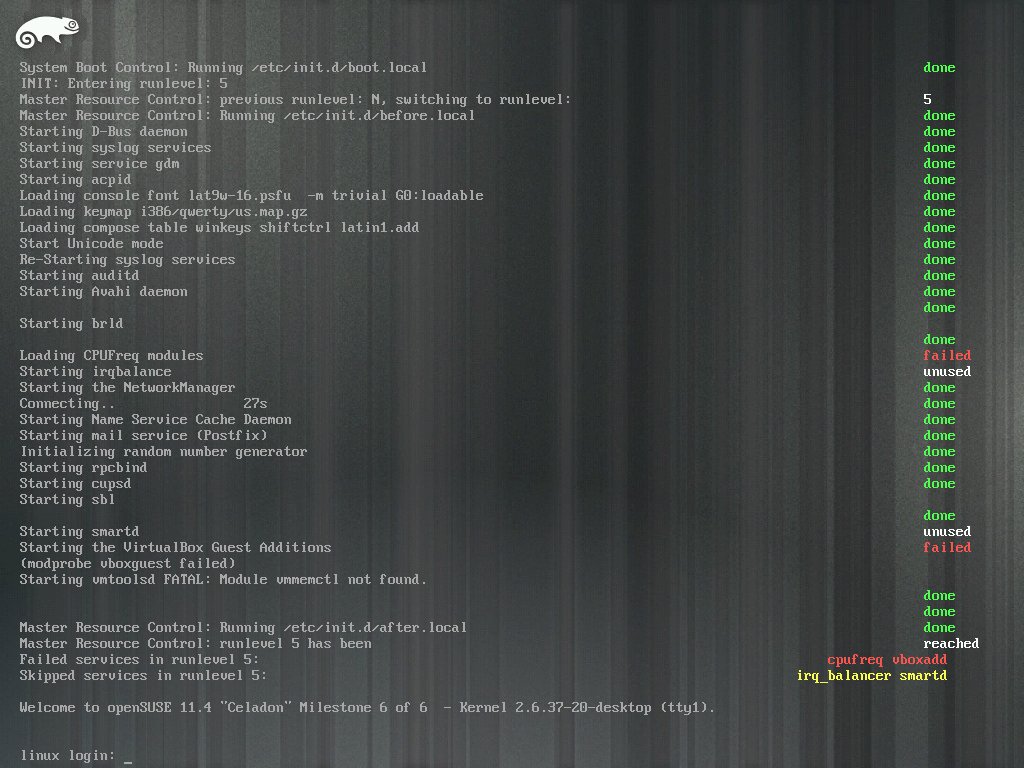 System Boot Control: Running /etc/init.d/boot.local done
INIT: Entering runlevel: 5
Master Resource Control: previous runlevel: N, switching to runlevel: 5
Master Resource Control: Running /etc/init.d/before.local done
Starting D-Bus daemon done
Starting syslog services done
Starting service gdm done
Starting acpid done
Loading console font lat9w-16.psfu  -m trivial G0:loadable done
Loading keymap i386/qwerty/us.map.gz done
Loading compose table winkeys shiftctrl latin1.add done
Start Unicode mode done
Re-Starting syslog services done
Starting auditd done
Starting Avahi daemon done
done
Starting brld
done
Loading CPUFreq modules failed
Starting irqbalance unused
Starting the NetworkManager done
Connecting.. 27s done
Starting Name Service Cache Daemon done
Starting mail service (Postfix) done
Initializing random number generator done
Starting rpcbind done
Starting cupsd done
Starting sbl
done
Starting smartd unused
Starting the VirtualBox Guest Additions failed
(modprobe vboxguest failed)
Starting vmtoolsd FATAL: Module vmmemctl not found.
done
done
Master Resource Control: Running /etc/init.d/after.local done
Master Resource Control: runlevel 5 has been reached
Failed services in runlevel 5: cpufreq vboxadd
Skipped services in runlevel 5: irq_balancer smartd
Welcome to openSUSE 11.4 "Celadon" Milestone 6 of 6  - Kernel 2.6.37-20-desktop (tty1).
linux login: _